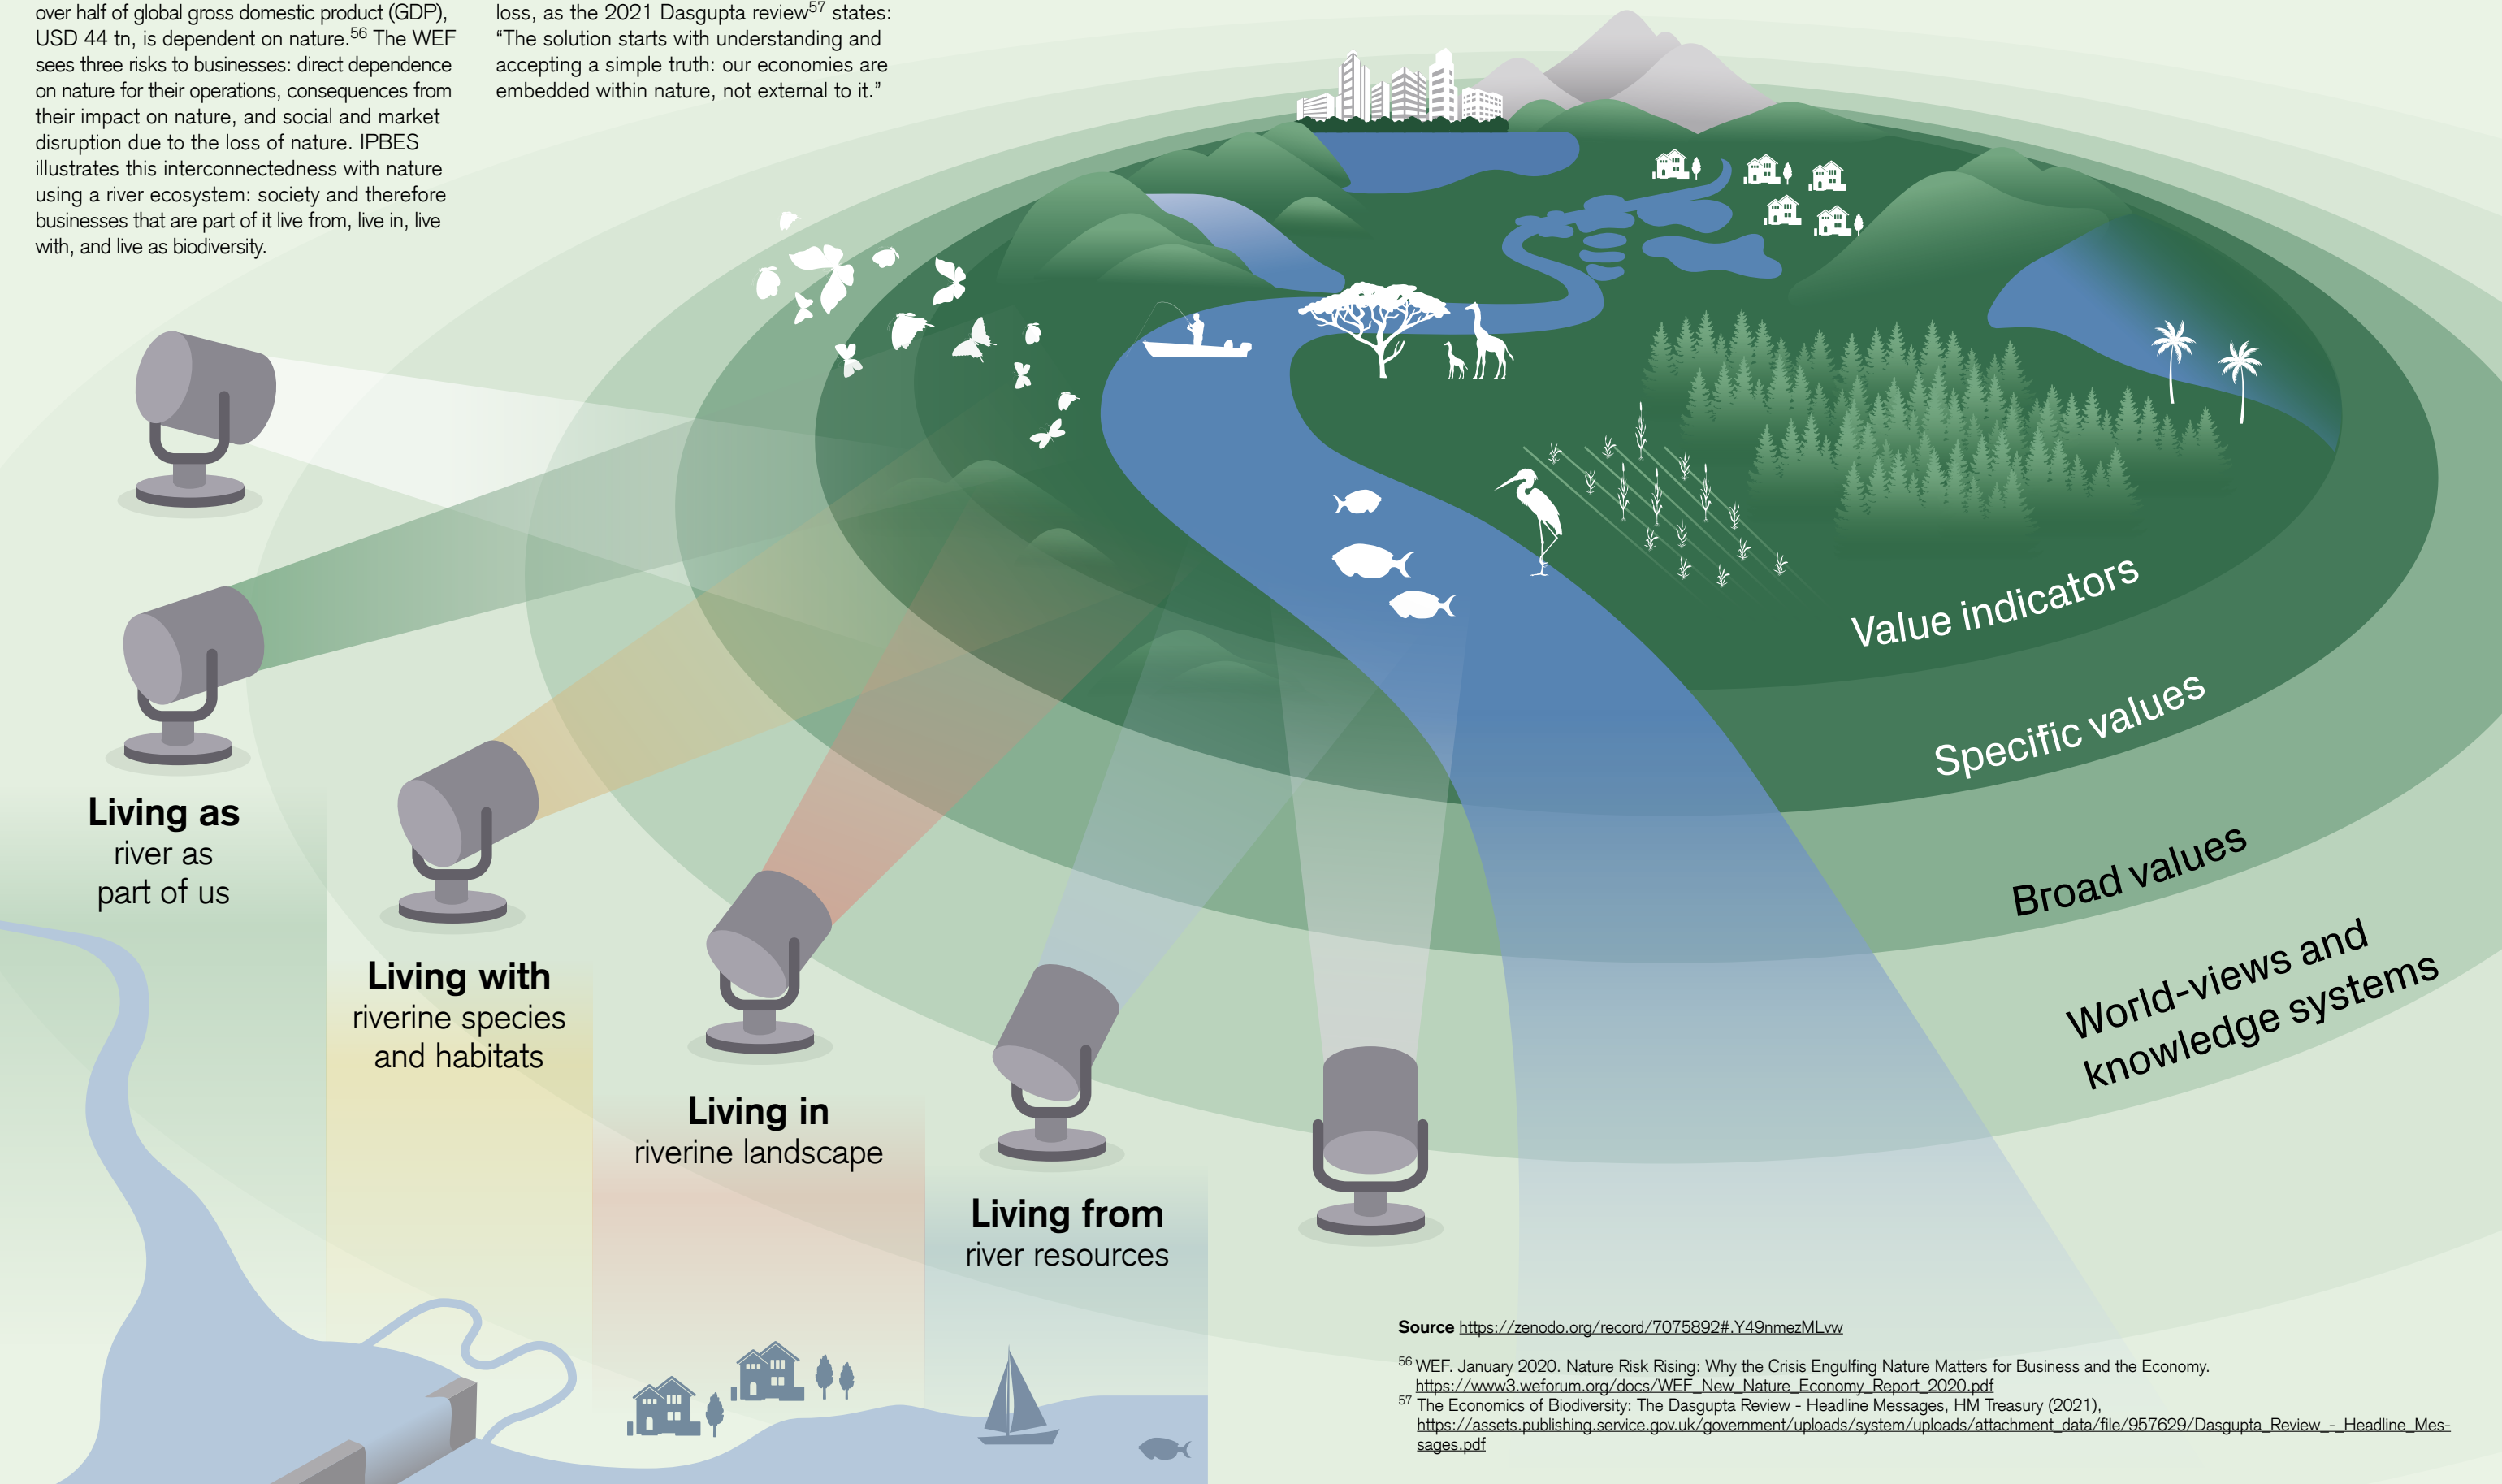 over half of global gross domestic product (GDP),
USD 44 tn, is dependent on nature.56 The WEF
sees three risks to businesses: direct dependence
on nature for their operations, consequences from
their impact on nature, and social and market
disruption due to the loss of nature. IPBES
illustrates this interconnectedness with nature
using a river ecosystem: society and therefore
businesses that are part of it live from, live in, live
with, and live as biodiversity.
loss, as the 2021 Dasgupta review57 states:
“The solution starts with understanding and
accepting a simple truth: our economies are
embedded within nature, not external to it.”
Value indicators
Specific values
Broad values
World-views and
knowledge systems
Living as
river as
part of us
Living with
riverine species
and habitats
Living in
riverine landscape
Living from
river resources
Source https://zenodo.org/record/7075892#.Y49nmezMLvw
56 WEF. January 2020. Nature Risk Rising: Why the Crisis Engulfing Nature Matters for Business and the Economy.
https://www3.weforum.org/docs/WEF_New_Nature_Economy_Report_2020.pdf
57 The Economics of Biodiversity: The Dasgupta Review - Headline Messages, HM Treasury (2021),
https://assets.publishing.service.gov.uk/government/uploads/system/uploads/attachment_data/file/957629/Dasgupta_Review_-_Headline_Mes-
sages.pdf